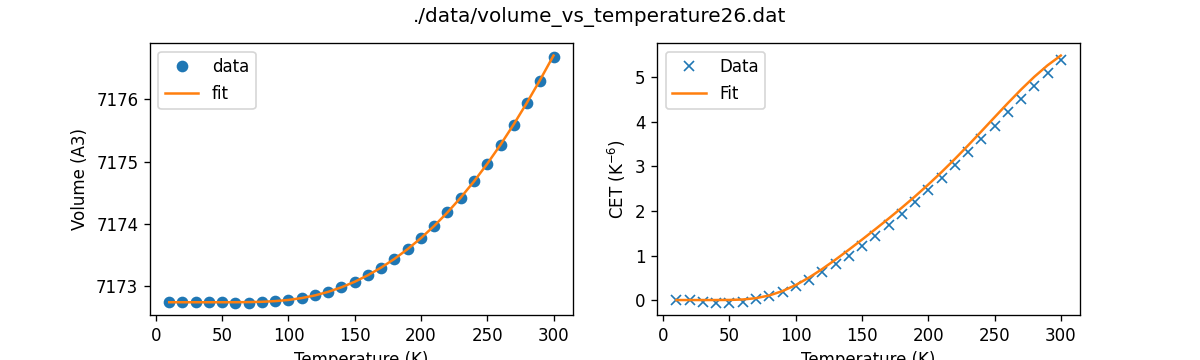 ./data/volume_vs_temperature26.dat
data
fit
7176
7175
7174
7173
Volume (A3)
0
50
100
150
200
250
300
Temperature (K)
Data
Fit
5
4
3
2
1
0
CET (K⁻⁶)
0
50
100
150
200
250
300
Temperature (K)